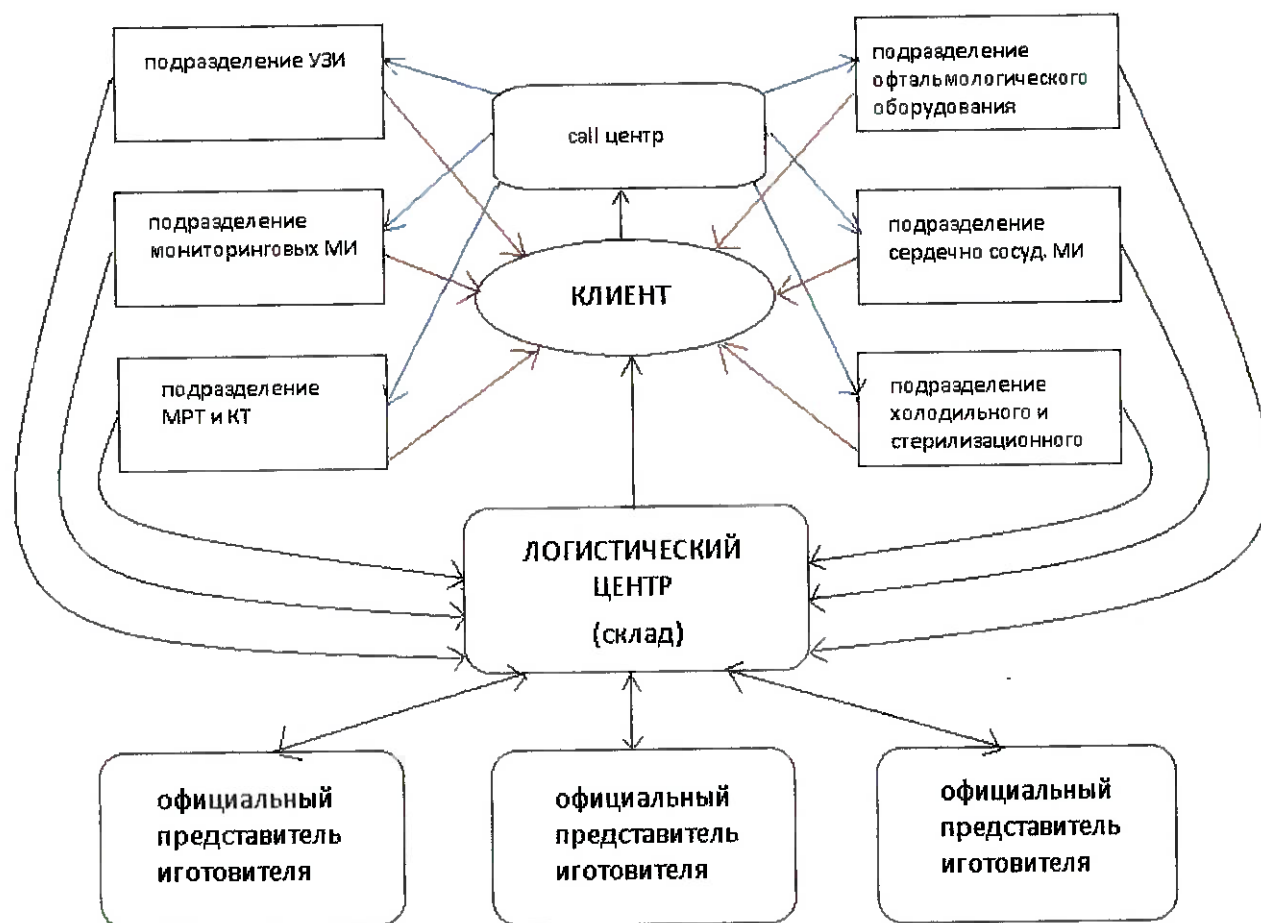 подразделение УЗИ
call центр
подразделение
офтальмологического
оборудования
подразделение
мониторинговых МИ
КЛИЕНТ
подразделение
сердечно сосуд. МИ
подразделение
МРТ и КТ
подразделение
холодильного и
стерилизационного
ЛОГИСТИЧЕСКИЙ
ЦЕНТР
(склад)
официальный
представитель
иготовителя
официальный
представитель
иготовителя
официальный
представитель
иготовителя